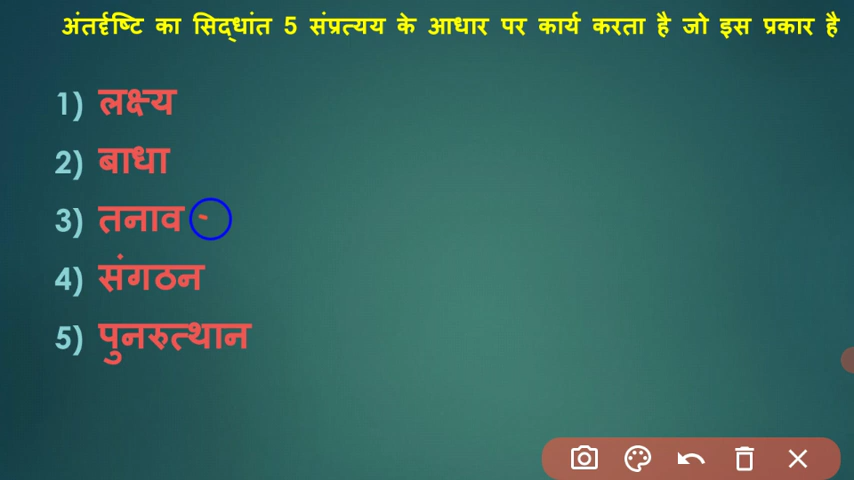 अंतर्दृष्टि का सिद्धांत 5 संप्रत्यय के आधार पर कार्य करता है जो इस प्रकार है
1) लक्ष्य
2) बाधा
3) तनाव -
4) संगठन
5) पुनरुत्थान